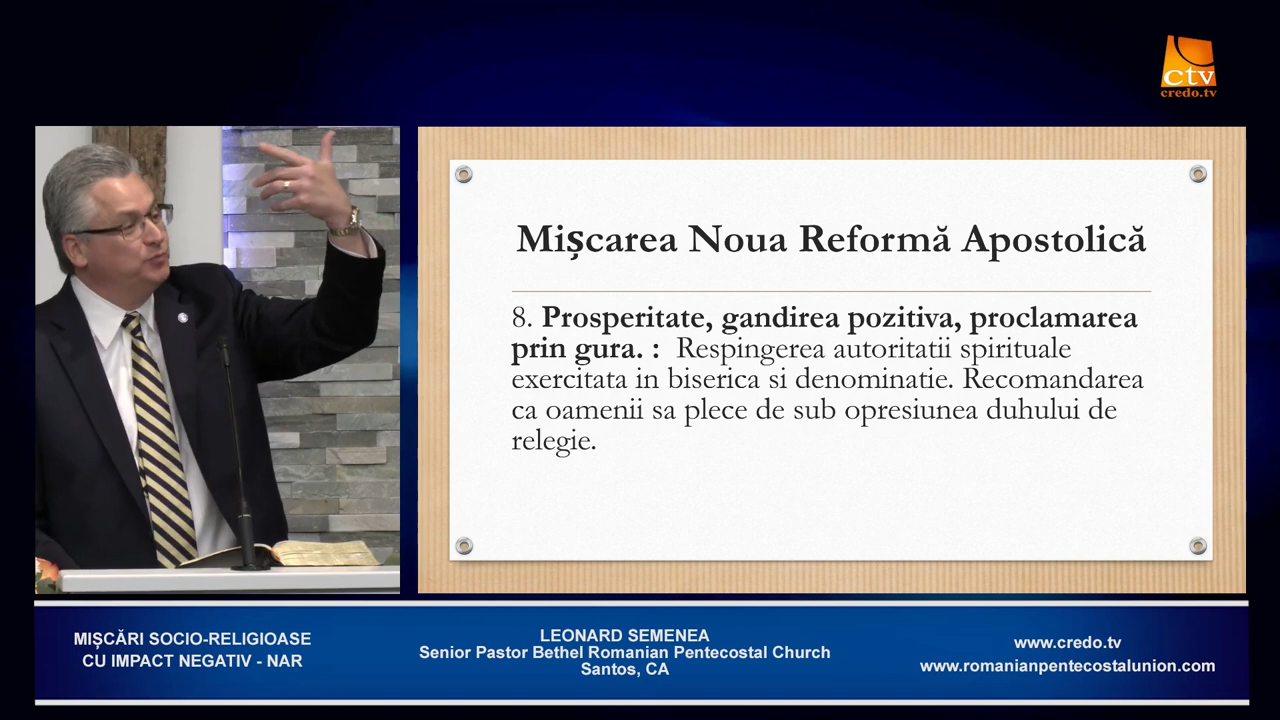 ctv
credo.tv
Mișcarea Noua Reformă Apostolică
8. Prosperitate, gandirea pozitiva, proclamarea
prin gura. : Respingerea autoritatii spirituale
exercitata in biserica si denominatie. Recomandarea
ca oamenii sa plece de sub opresiunea duhului de
relegie.
MIȘCĂRI SOCIO-RELIGIOASE
CU IMPACT NEGATIV - NAR
LEONARD SEMENEA
Senior Pastor Bethel Romanian Pentecostal Church
Santos, CA
www.credo.tv
www.romanianpentecostalunion.com